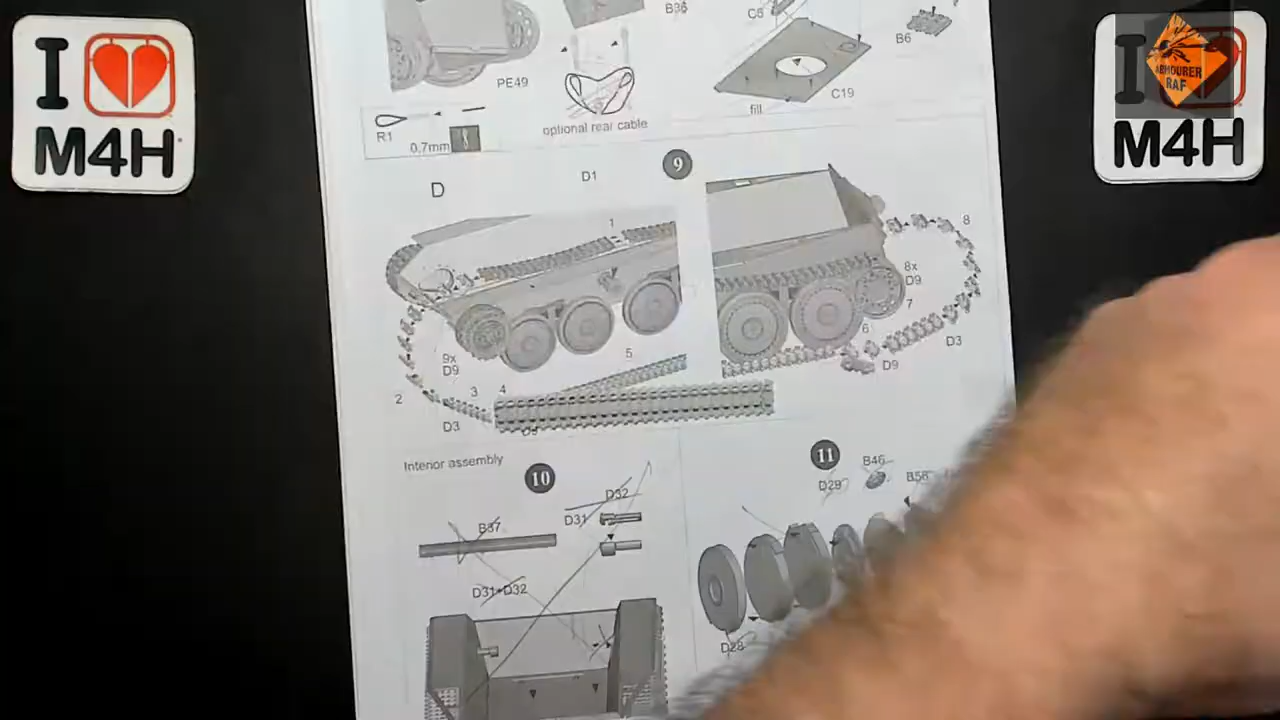 I
M4H
I
M4H
ARMOURER
RAF
PE49
B36
C6
B6
C19
fill
R1
0,7mm
optional rear cable
9
D
D1
1
8
8x
D9
7
6
D9
D3
9x
D9
5
2
3
4
D3
Interior assembly
10
B37
D32
D31
D31+D32
11
B46
D29
B56
D28